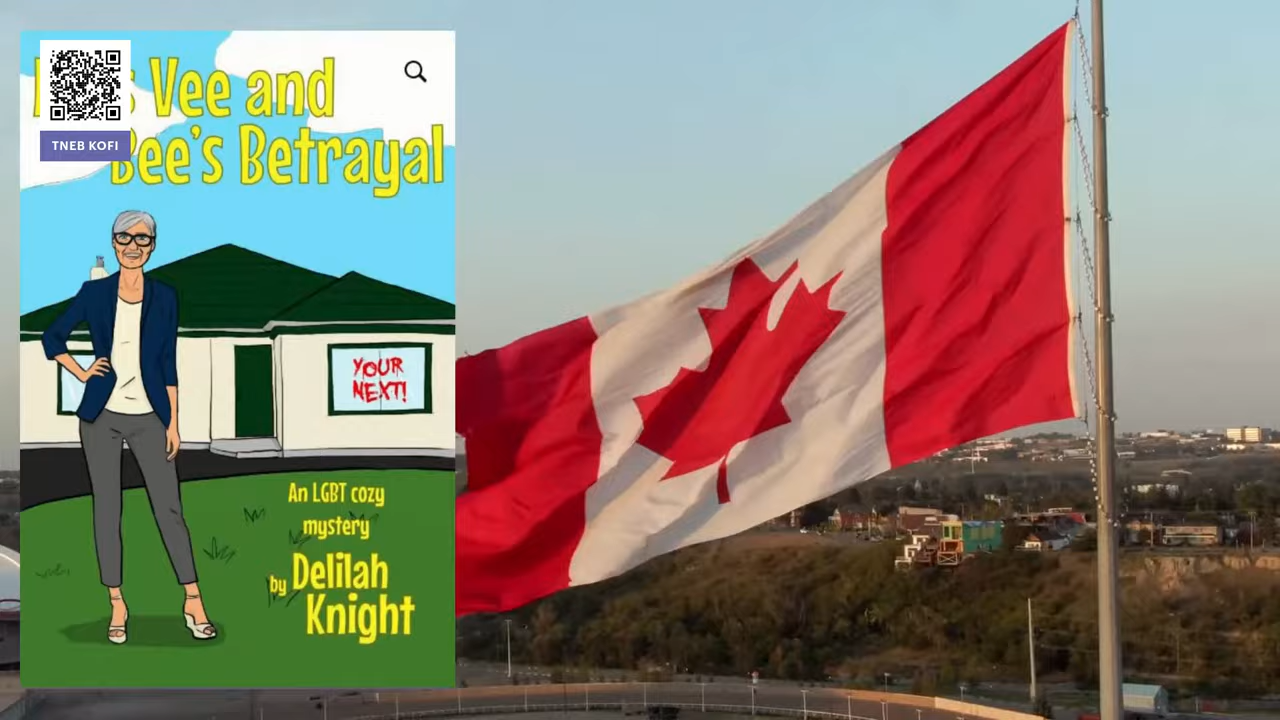 Vee and
Bee's Betrayal
TNEB KOFI
YOUR
NEXT!
An LGBT cozy
mystery
by Delilah
Knight